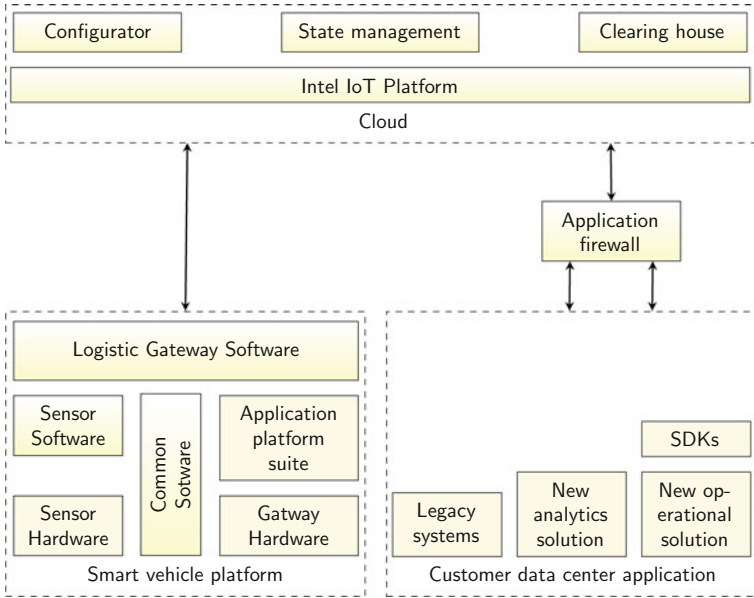 Configurator
State management
Clearing house
Intel IoT Platform
Cloud
Application
firewall
Logistic Gateway Software
Sensor
Software
Common
Sotware
Application
platform
suite
Sensor
Hardware
Gatway
Hardware
Smart vehicle platform
SDKs
Legacy
systems
New
analytics
solution
New op-
erational
solution
Customer data center application